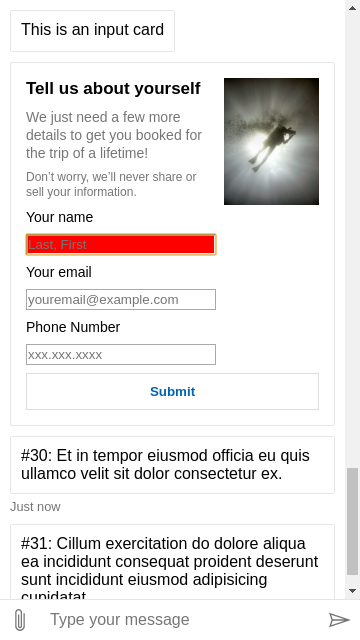 This is an input card
Tell us about yourself
We just need a few more
details to get you booked for
the trip of a lifetime!
Don't worry, we'll never share or
sell your information.
Your name
Last, First
Your email
youremail@example.com
Phone Number
xxx.xxx.xxxx
Submit
#30: Et in tempor eiusmod officia eu quis
ullamco velit sit dolor consectetur ex.
Just now
#31: Cillum exercitation do dolore aliqua
ea incididunt consequat proident deserunt
sunt incididunt eiusmod adipisicing
cupidatat
Type your message